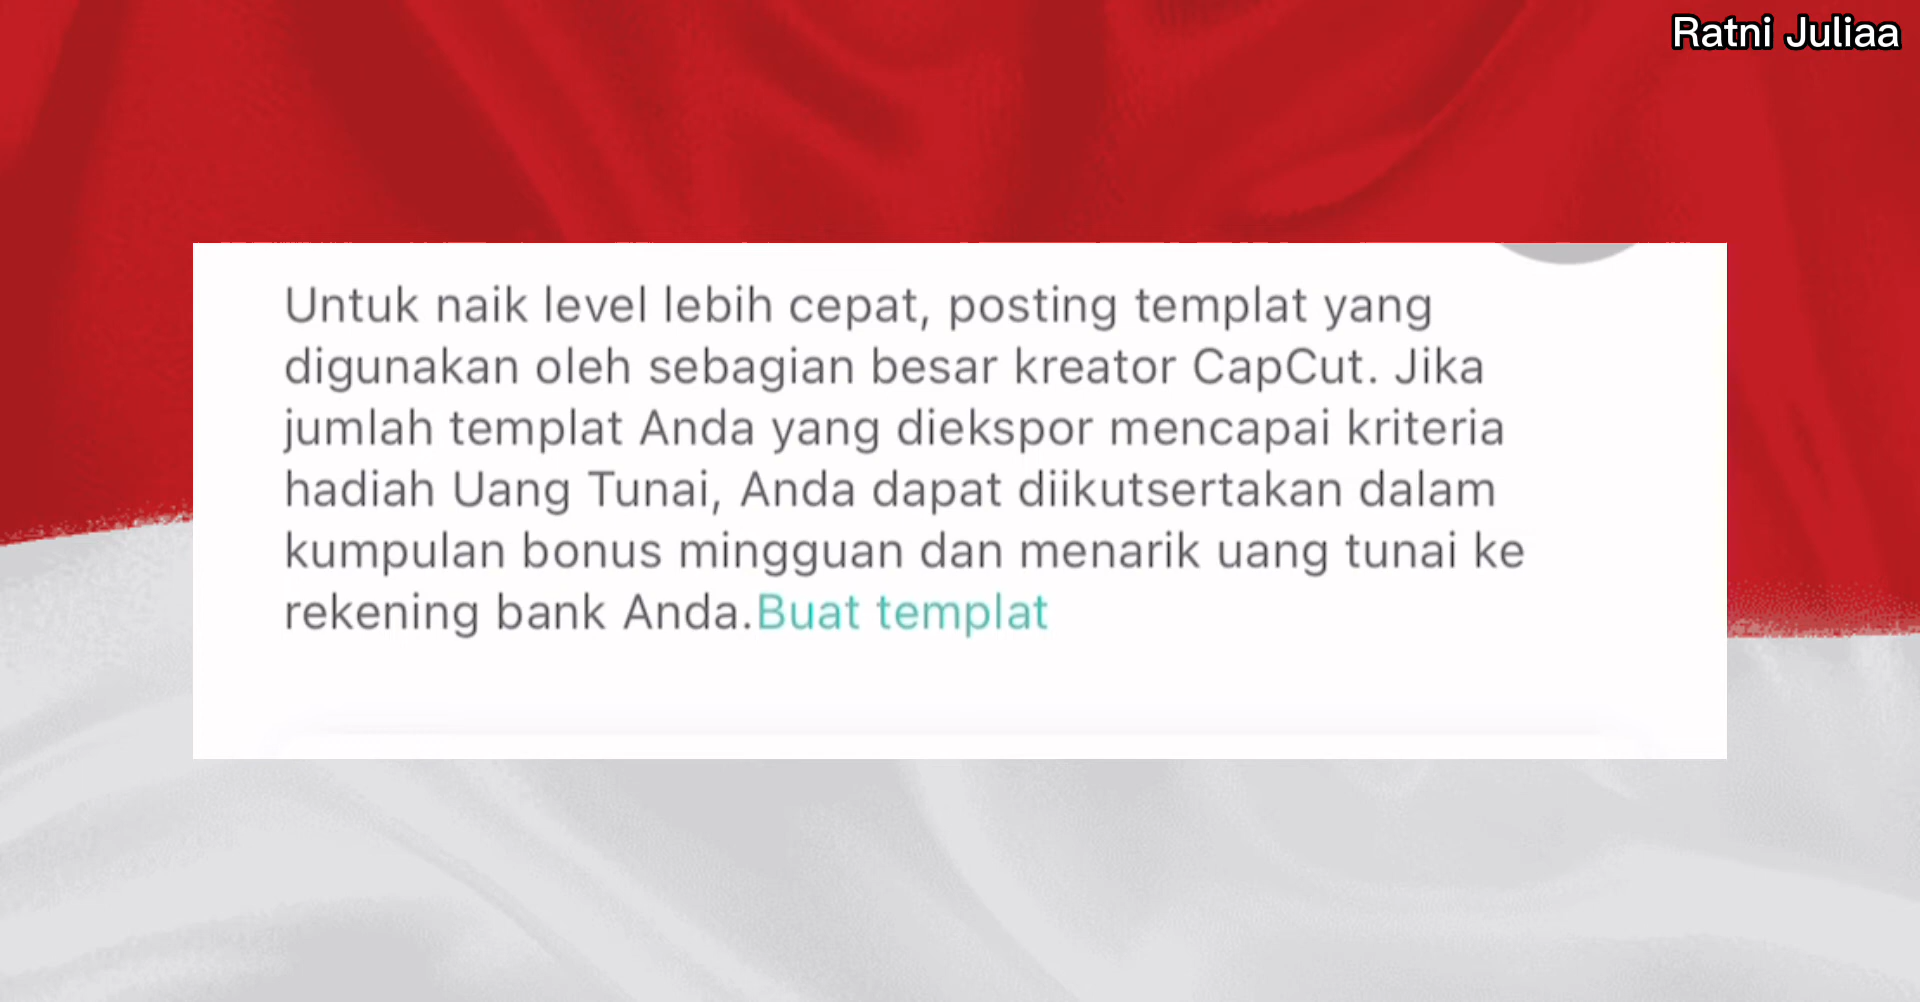 Ratni Juliaa
Untuk naik level lebih cepat, posting templat yang
digunakan oleh sebagian besar kreator CapCut. Jika
jumlah templat Anda yang diekspor mencapai kriteria
hadiah Uang Tunai, Anda dapat diikutsertakan dalam
kumpulan bonus mingguan dan menarik uang tunai ke
rekening bank Anda.Buat templat